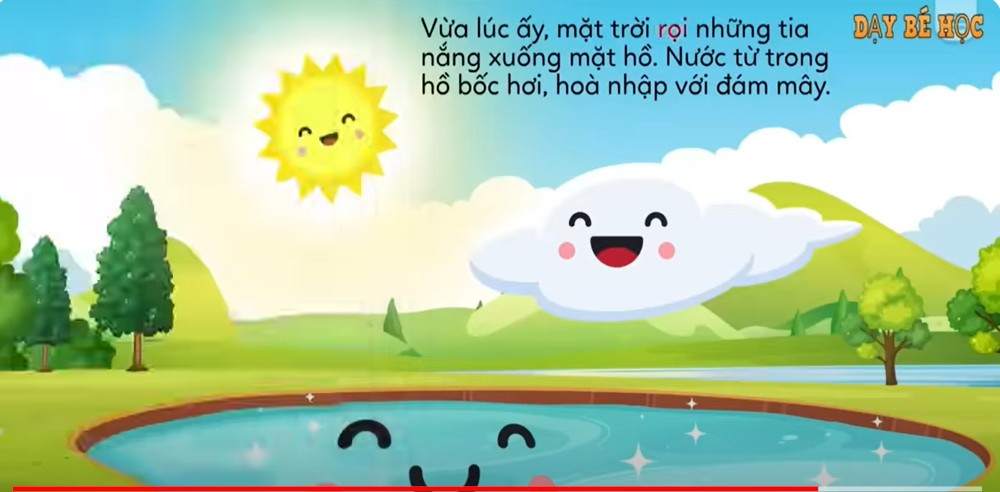 Vừa lúc ấy, mặt trời rọi những tia
nắng xuống mặt hồ. Nước từ trong
hồ bốc hơi, hoà nhập với đám mây.
DẠY BÉ HỌC